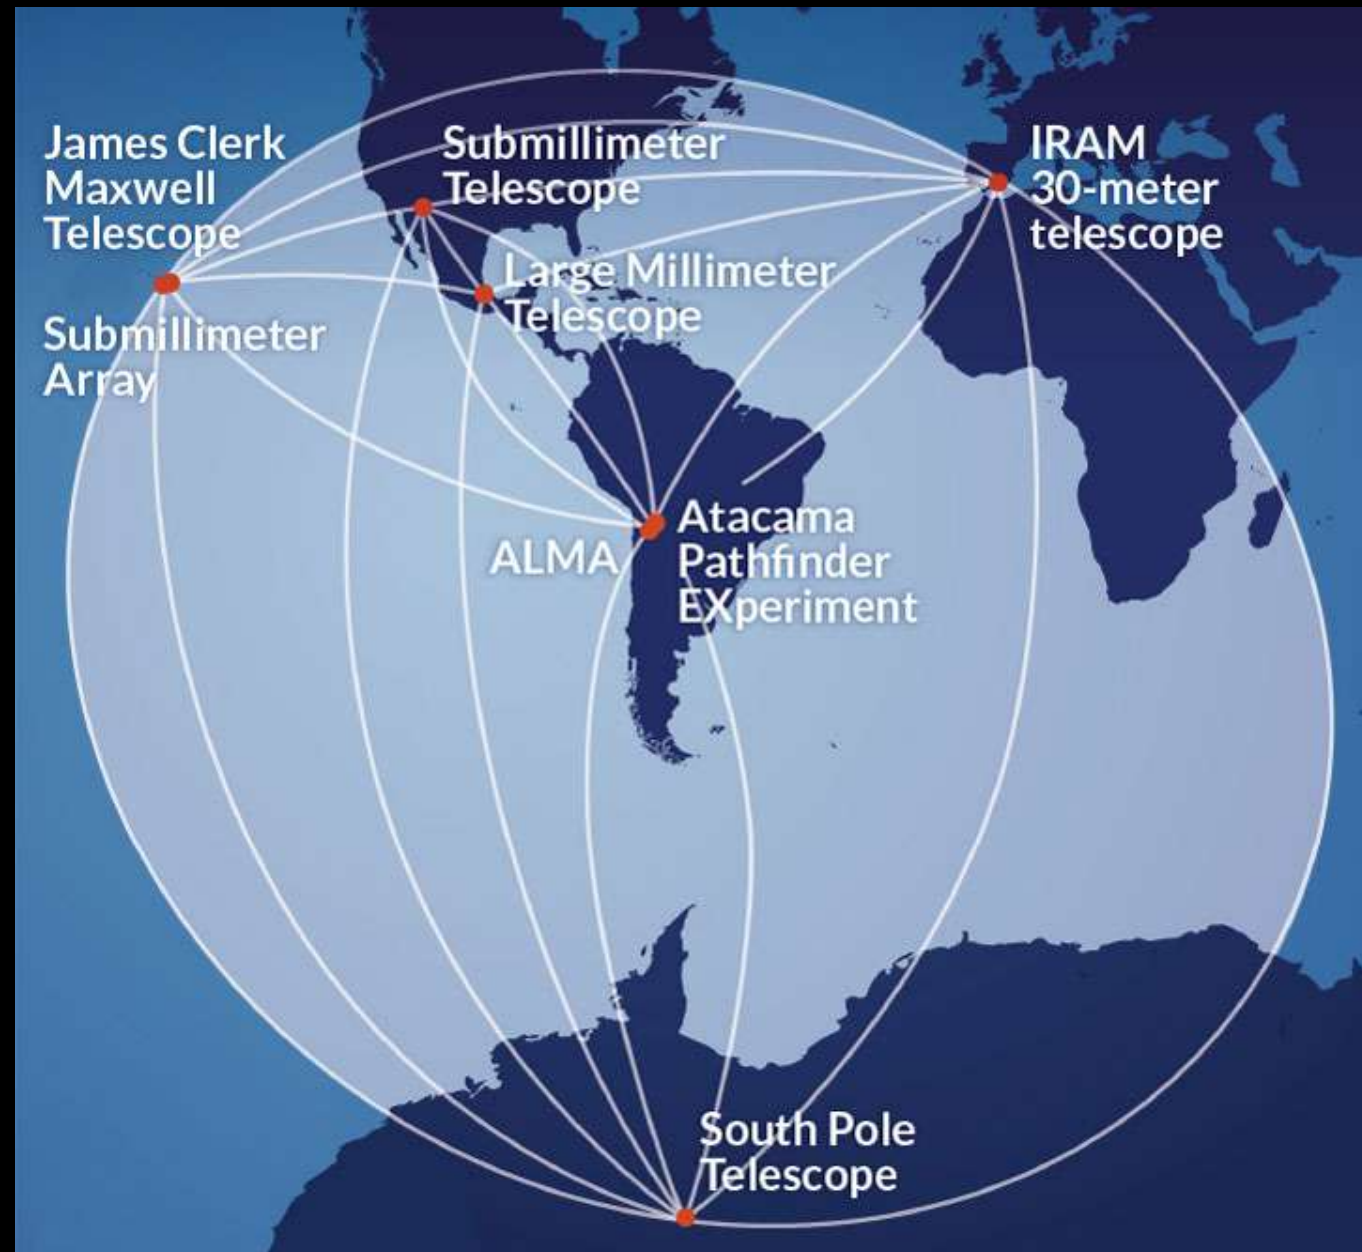 James Clerk
Maxwell
Telescope
Submillimeter
Telescope
IRAM
30-meter
telescope
Large Millimeter
Telescope
Submillimeter
Array
ALMA
Atacama
Pathfinder
EXperiment
South Pole
Telescope